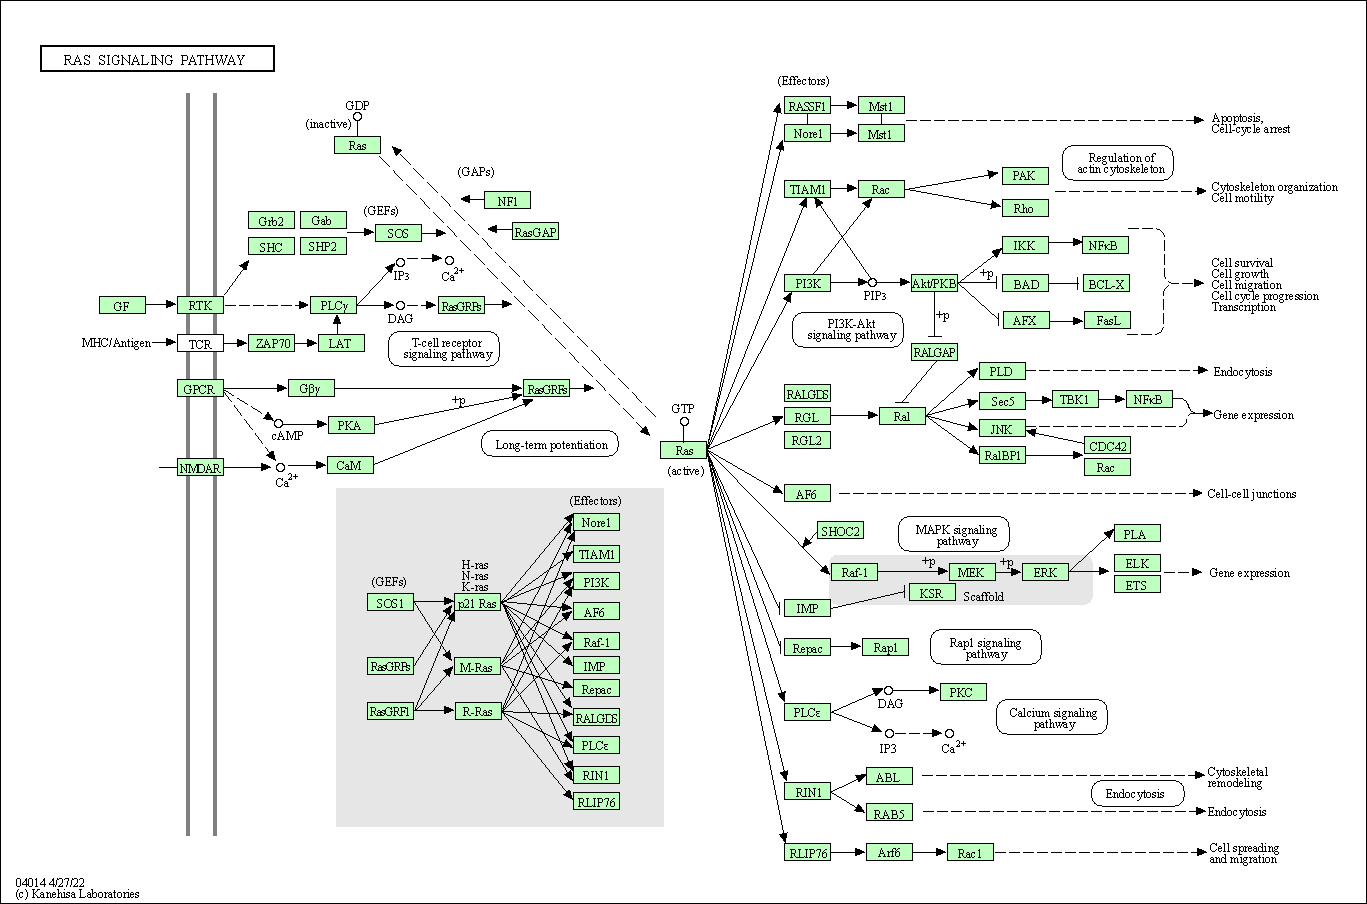 RAS SIGNALING PATHWAY
GDP
(inactive)
Ras
(GAPs)
NF1
RasGAP
(GEFs)
Grb2
Gab
SHC
SHP2
SOS
IP3
Ca2+
GF
RTK
PLCγ
DAG
RasGRPs
MHC/Antigen
TCR
ZAP70
LAT
T-cell receptor
signaling pathway
GPCR
Gβγ
RasGRFs
+p
cAMP
PKA
Long-term potentiation
NMDAR
Ca2+
CaM
GTP
Ras
(active)
(Effectors)
RASSF1
Mst1
Nore1
Mst1
Apoptosis,
Cell-cycle arrest
Regulation of
actin cytoskeleton
TIAM1
Rac
PAK
Rho
Cytoskeleton organization
Cell motility
PI3K
PIP3
Akt/PKB
+p
IKK
NFκB
BAD
BCL-X
AFX
FasL
Cell survival
Cell growth
Cell migration
Cell cycle progression
Transcription
PI3K-Akt
signaling pathway
+p
RALGAP
RALGDS
RGL
RGL2
Ral
PLD
Endocytosis
Sec5
TBK1
NFκB
JNK
Gene expression
CDC42
RalBP1
Rac
AF6
Cell-cell junctions
SHOC2
MAPK signaling
pathway
Raf-1
+p
MEK
+p
ERK
PLA
ELK
ETS
Gene expression
KSR
Scaffold
IMP
Repac
Rap1
Rap1 signaling
pathway
PLCε
DAG
PKC
IP3
Ca2+
Calcium signaling
pathway
RIN1
ABL
Cytoskeletal
remodeling
RAB5
Endocytosis
Endocytosis
RLIP76
Arf6
Rac1
Cell spreading
and migration
(Effectors)
Nore1
TIAM1
PI3K
AF6
Raf-1
IMP
Repac
RALGDS
PLCε
RIN1
RLIP76
H-ras
N-ras
K-ras
(GEFs)
SOS1
p21 Ras
RasGRPs
M-Ras
RasGRF1
R-Ras
04014 4/27/22
(c) Kanehisa Laboratories